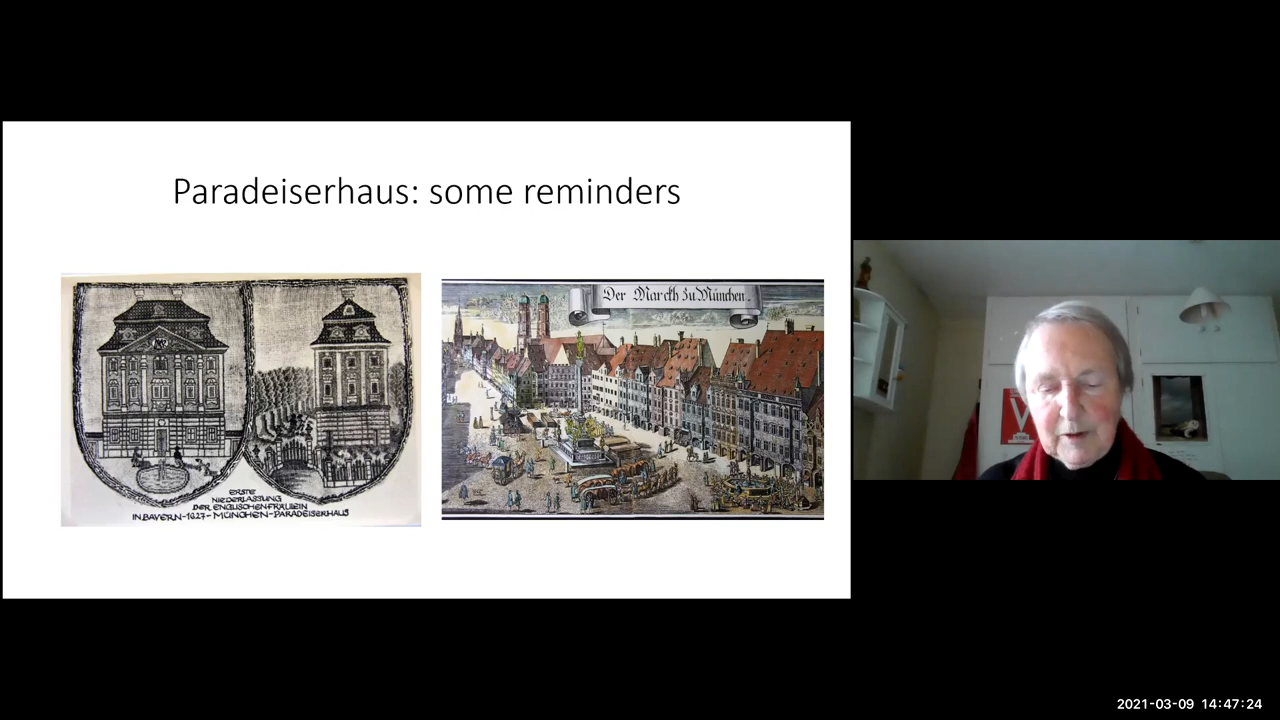 Paradeiserhaus: some reminders
ERSTE
NIEDERLASSUNG
DER ENGLISCHEN FRÄULEIN
IN BAYERN-1627-MÜNCHEN-PARADEISERHAUS
Der Marckh zu München.
2021-03-09 14:47:24